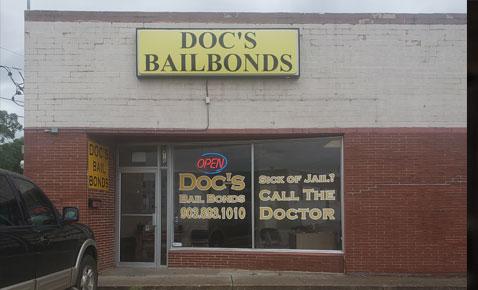 DOC'S
BAILBONDS
DOC'S
BAIL
BONDS
OPEN
DOC'S
BAIL BONDS
903.893.1010
SICK OF JAIL?
CALL THE
DOCTOR